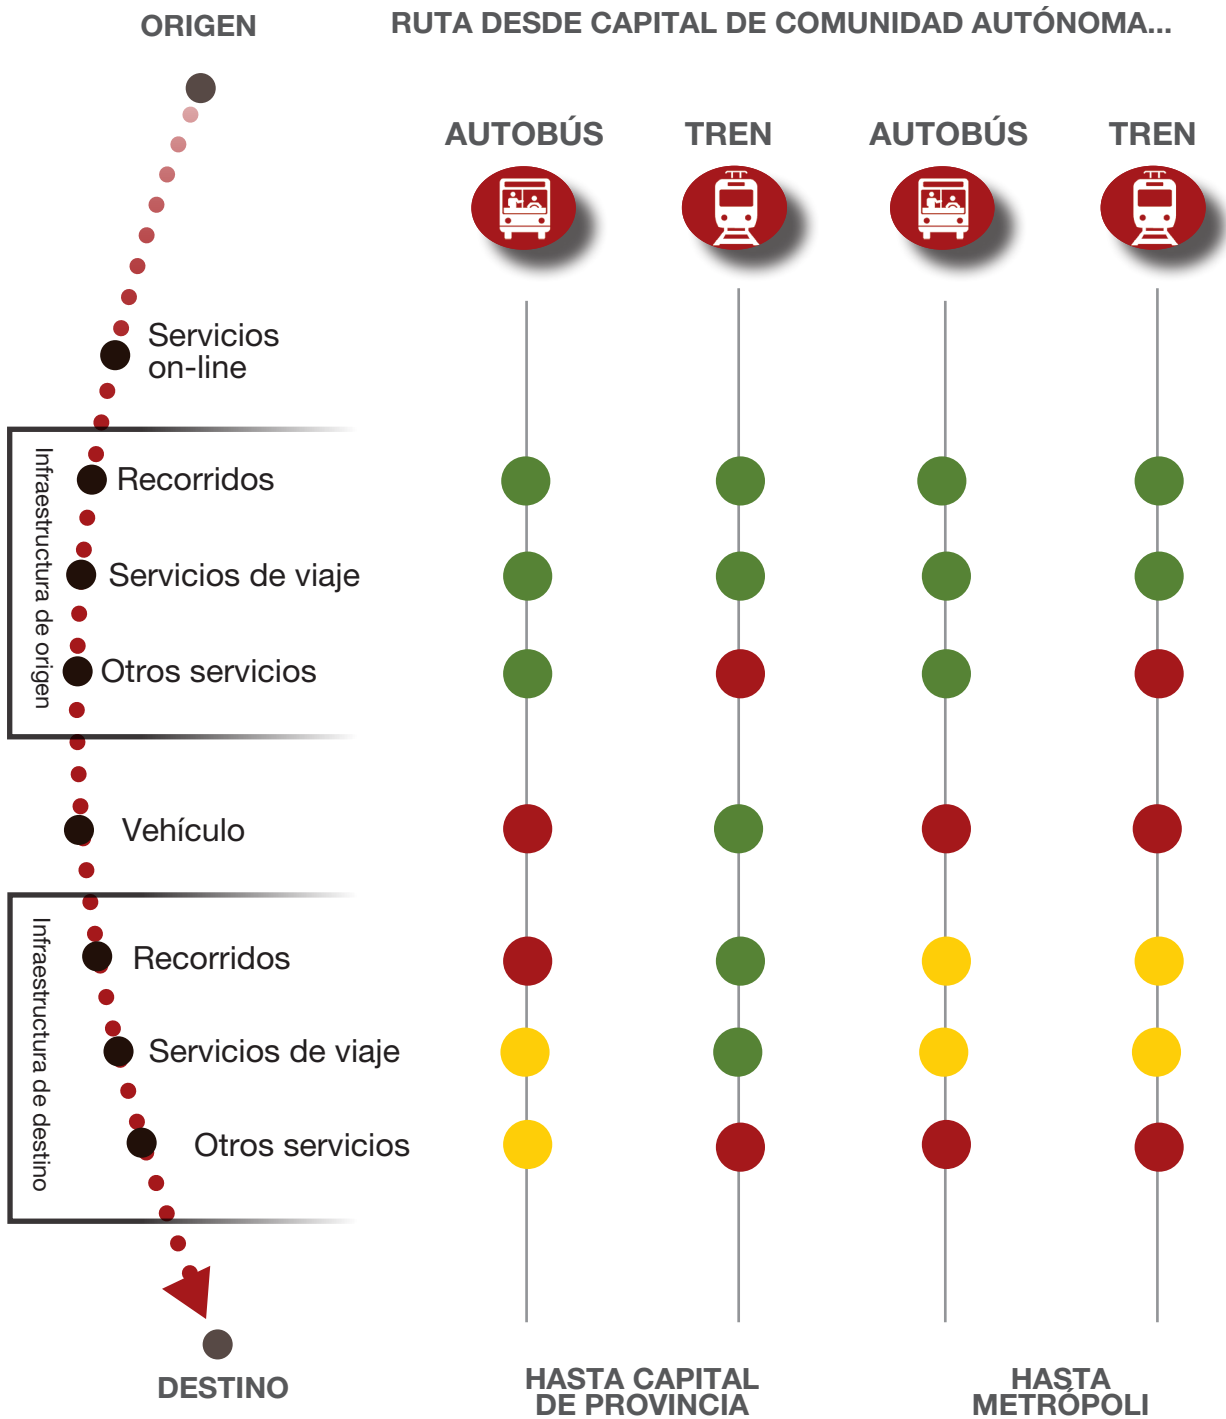 ORIGEN
RUTA DESDE CAPITAL DE COMUNIDAD AUTÓNOMA...
AUTOBÚS
TREN
AUTOBÚS
TREN
Servicios
on-line
Infraestructura de origen
Recorridos
Servicios de viaje
Otros servicios
Vehículo
Infraestructura de destino
Recorridos
Servicios de viaje
Otros servicios
DESTINO
HASTA CAPITAL
DE PROVINCIA
HASTA
METRÓPOLI